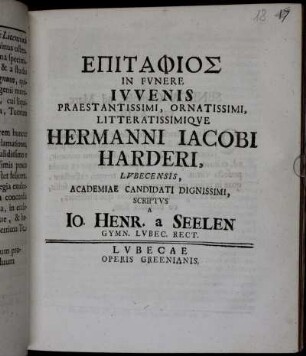 ΕΠΙΤΑΦΙΟΣ
IN FVNERE
IVVENIS
PRAESTANTISSIMI, ORNATISSIMI,
LITTERATISSIMIQVE
HERMANNI IACOBI
HARDERI,
LVBECENSIS,
ACADEMIAE CANDIDATI DIGNISSIMI,
SCRIPTVS
A
IO. HENR. a SEELEN
GYMN. LVBEC. RECT.
LVBECAE
OPERIS GREENIANIS.